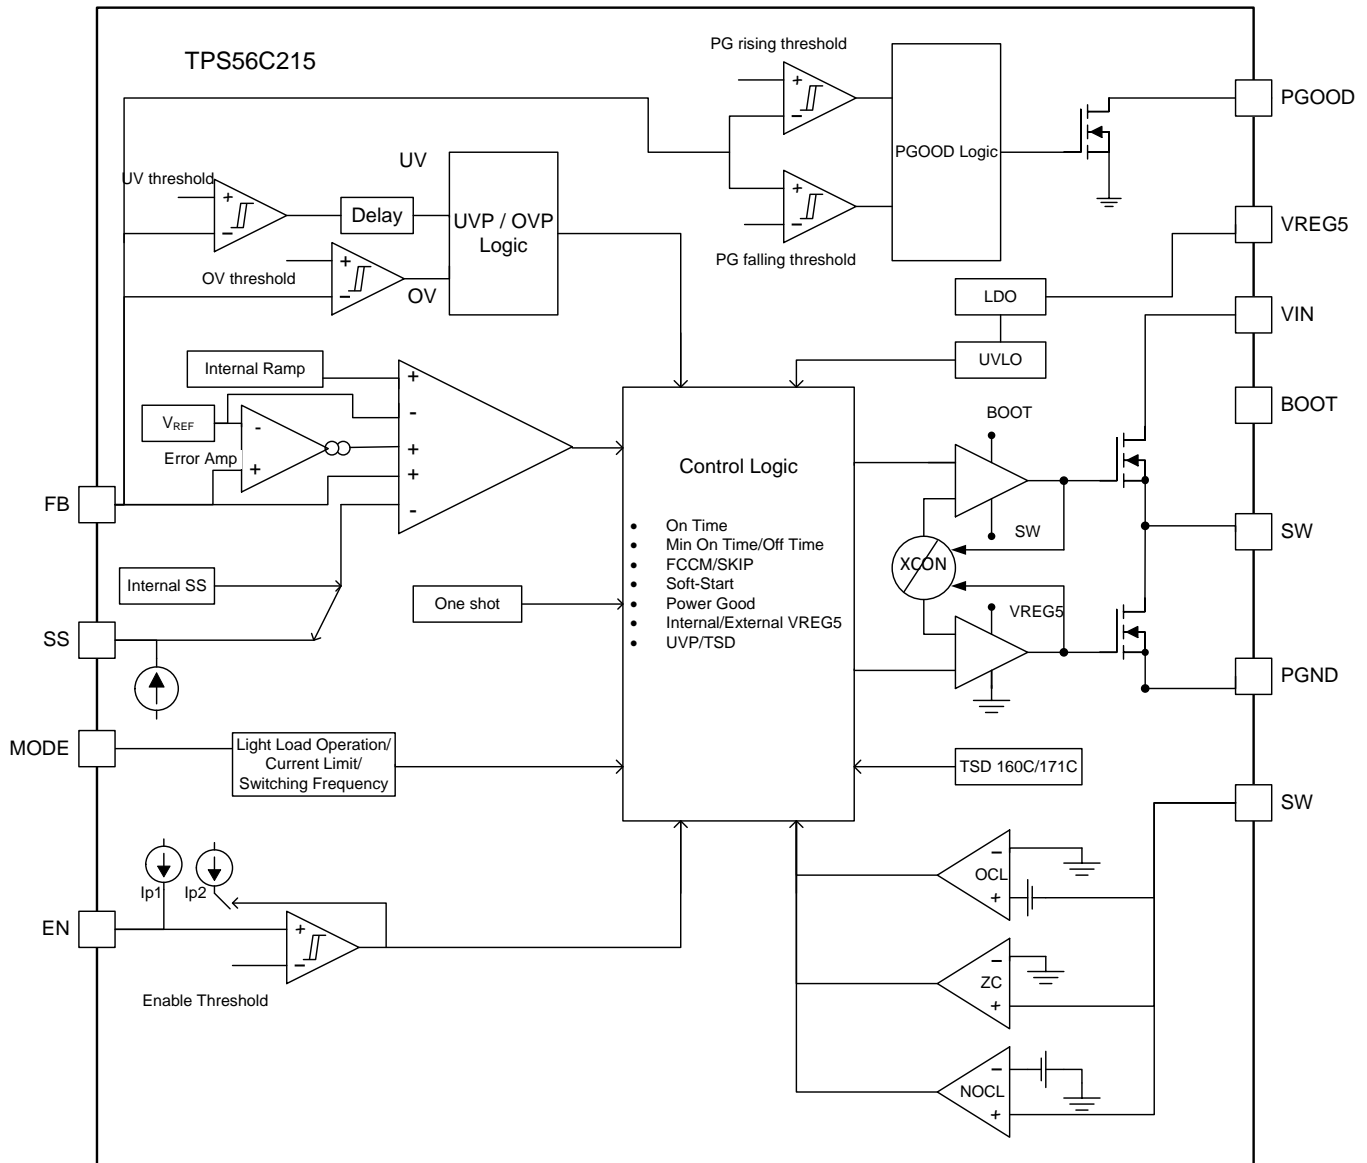 TPS56C215
PG rising threshold
+
-
PGOOD
PGOOD Logic
+
-
PG falling threshold
UV
UV threshold
+
-
Delay
UVP / OVP
Logic
OV threshold
+
-
OV
VREG5
LDO
VIN
UVLO
Internal Ramp
+
-
+
+
-
VREF
-
+
Error Amp
BOOT
BOOT
Control Logic
• On Time
• Min On Time/Off Time
• FCCM/SKIP
• Soft-Start
• Power Good
• Internal/External VREG5
• UVP/TSD
FB
SW
SW
XCON
Internal SS
One shot
VREG5
SS
PGND
MODE
Light Load Operation/
Current Limit/
Switching Frequency
TSD 160C/171C
SW
Ip1
Ip2
EN
+
-
Enable Threshold
-
OCL
+
-
ZC
+
-
NOCL
+